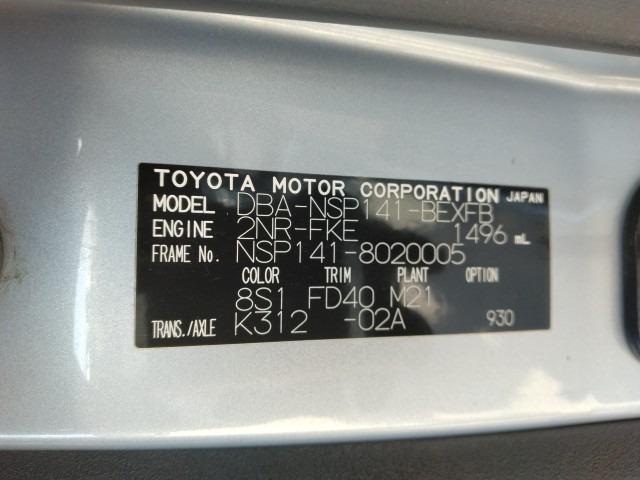 TOYOTA MOTOR CORPORATION JAPAN
MODEL DBA-NSP141-BEXFB
ENGINE 2NR-FKE 1496 mL
FRAME No. NSP141-8020005
COLOR TRIM PLANT OPTION
8S1 FD40 M21
TRANS./AXLE K312 -02A 930